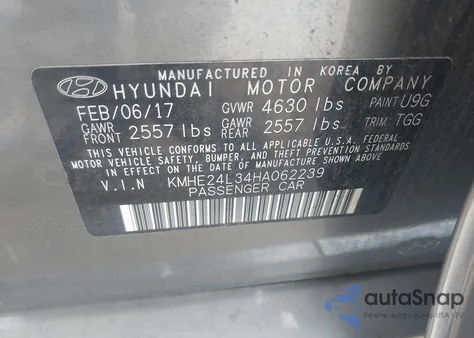 MANUFACTURED IN KOREA BY
HYUNDAI MOTOR COMPANY
FEB/06/17 GVWR 4630 lbs PAINT U9G
GAWR FRONT 2557 lbs GAWR REAR 2557 lbs TRIM TGG
THIS VEHICLE CONFORMS TO ALL APPLICABLE U.S.A. FEDERAL
MOTOR VEHICLE SAFETY, BUMPER, AND THEFT PREVENTION STANDARDS
IN EFFECT ON THE DATE OF MANUFACTURE SHOWN ABOVE.
V.I.N KMHE24L34HA062239
PASSENGER CAR
autoSnap